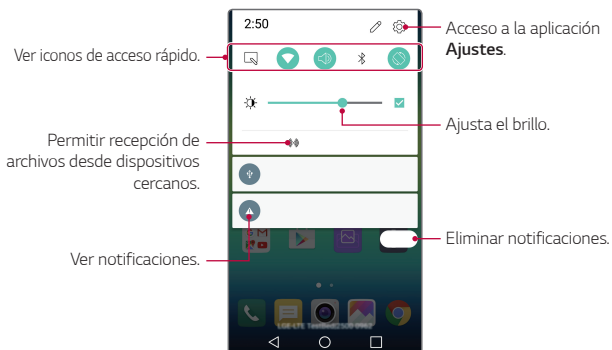 2:50
Acceso a la aplicación
Ajustes.
Ver iconos de acceso rápido.
Ajusta el brillo.
Permitir recepción de
archivos desde dispositivos
cercanos.
Eliminar notificaciones.
Ver notificaciones.